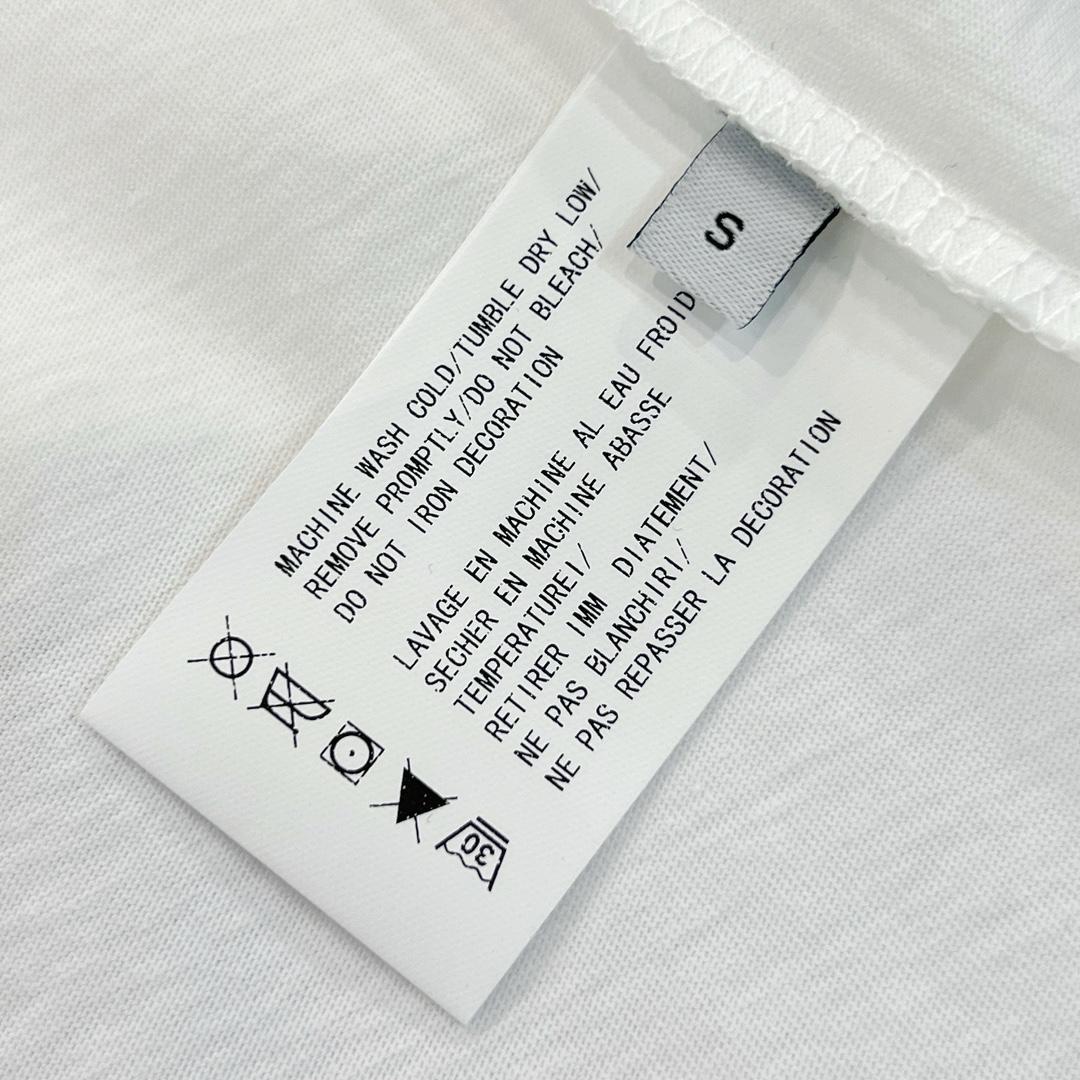 S
MACHINE WASH COLD/TUMBLE DRY LOW/
REMOVE PROMPTLY/DO NOT BLEACH/
DO NOT IRON DECORATION
LAVAGE EN MACHINE AL EAU FROID
SECHER EN MACHINE ABASSE
TEMPERATUREI/
RETIRER IMM DIATEMENT/
NE PAS BLANCHIRI/
NE PAS REPASSER LA DECORATION
30